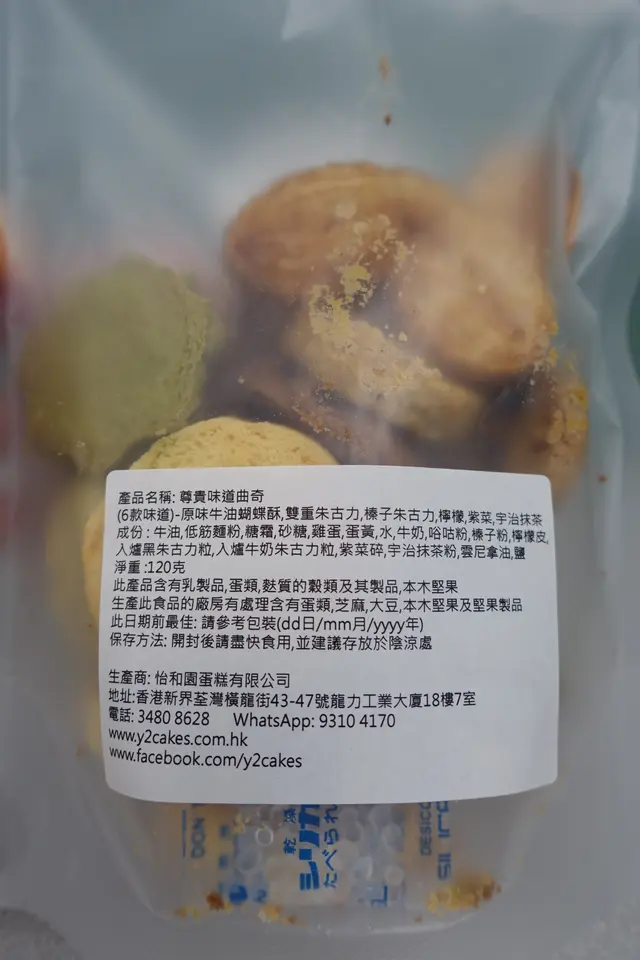 產品名稱: 尊貴味道曲奇
(6款味道)-原味牛油蝴蝶酥,雙重朱古力,榛子朱古力,檸檬,紫菜,宇治抹茶
成份 : 牛油,低筋麵粉,糖霜,砂糖,雞蛋,蛋黃,水,牛奶,哈咕粉,榛子粉,檸檬皮,
入爐黑朱古力粒,入爐牛奶朱古力粒,紫菜碎,宇治抹茶粉,雲尼拿油,鹽
淨重 :120克
此產品含有乳製品,蛋類,麩質的穀類及其製品,本木堅果
生產此食品的廠房有處理含有蛋類,芝麻,大豆,本木堅果及堅果製品
此日期前最佳: 請參考包裝(dd日/mm月/yyyy年)
保存方法: 開封後請盡快食用,並建議存放於陰涼處
生產商: 怡和園蛋糕有限公司
地址:香港新界荃灣橫龍街43-47號龍力工業大廈18樓7室
電話: 3480 8628 WhatsApp: 9310 4170
www.y2cakes.com.hk
www.facebook.com/y2cakes
乾燥
シリカ
たべられ
DON
DESICC